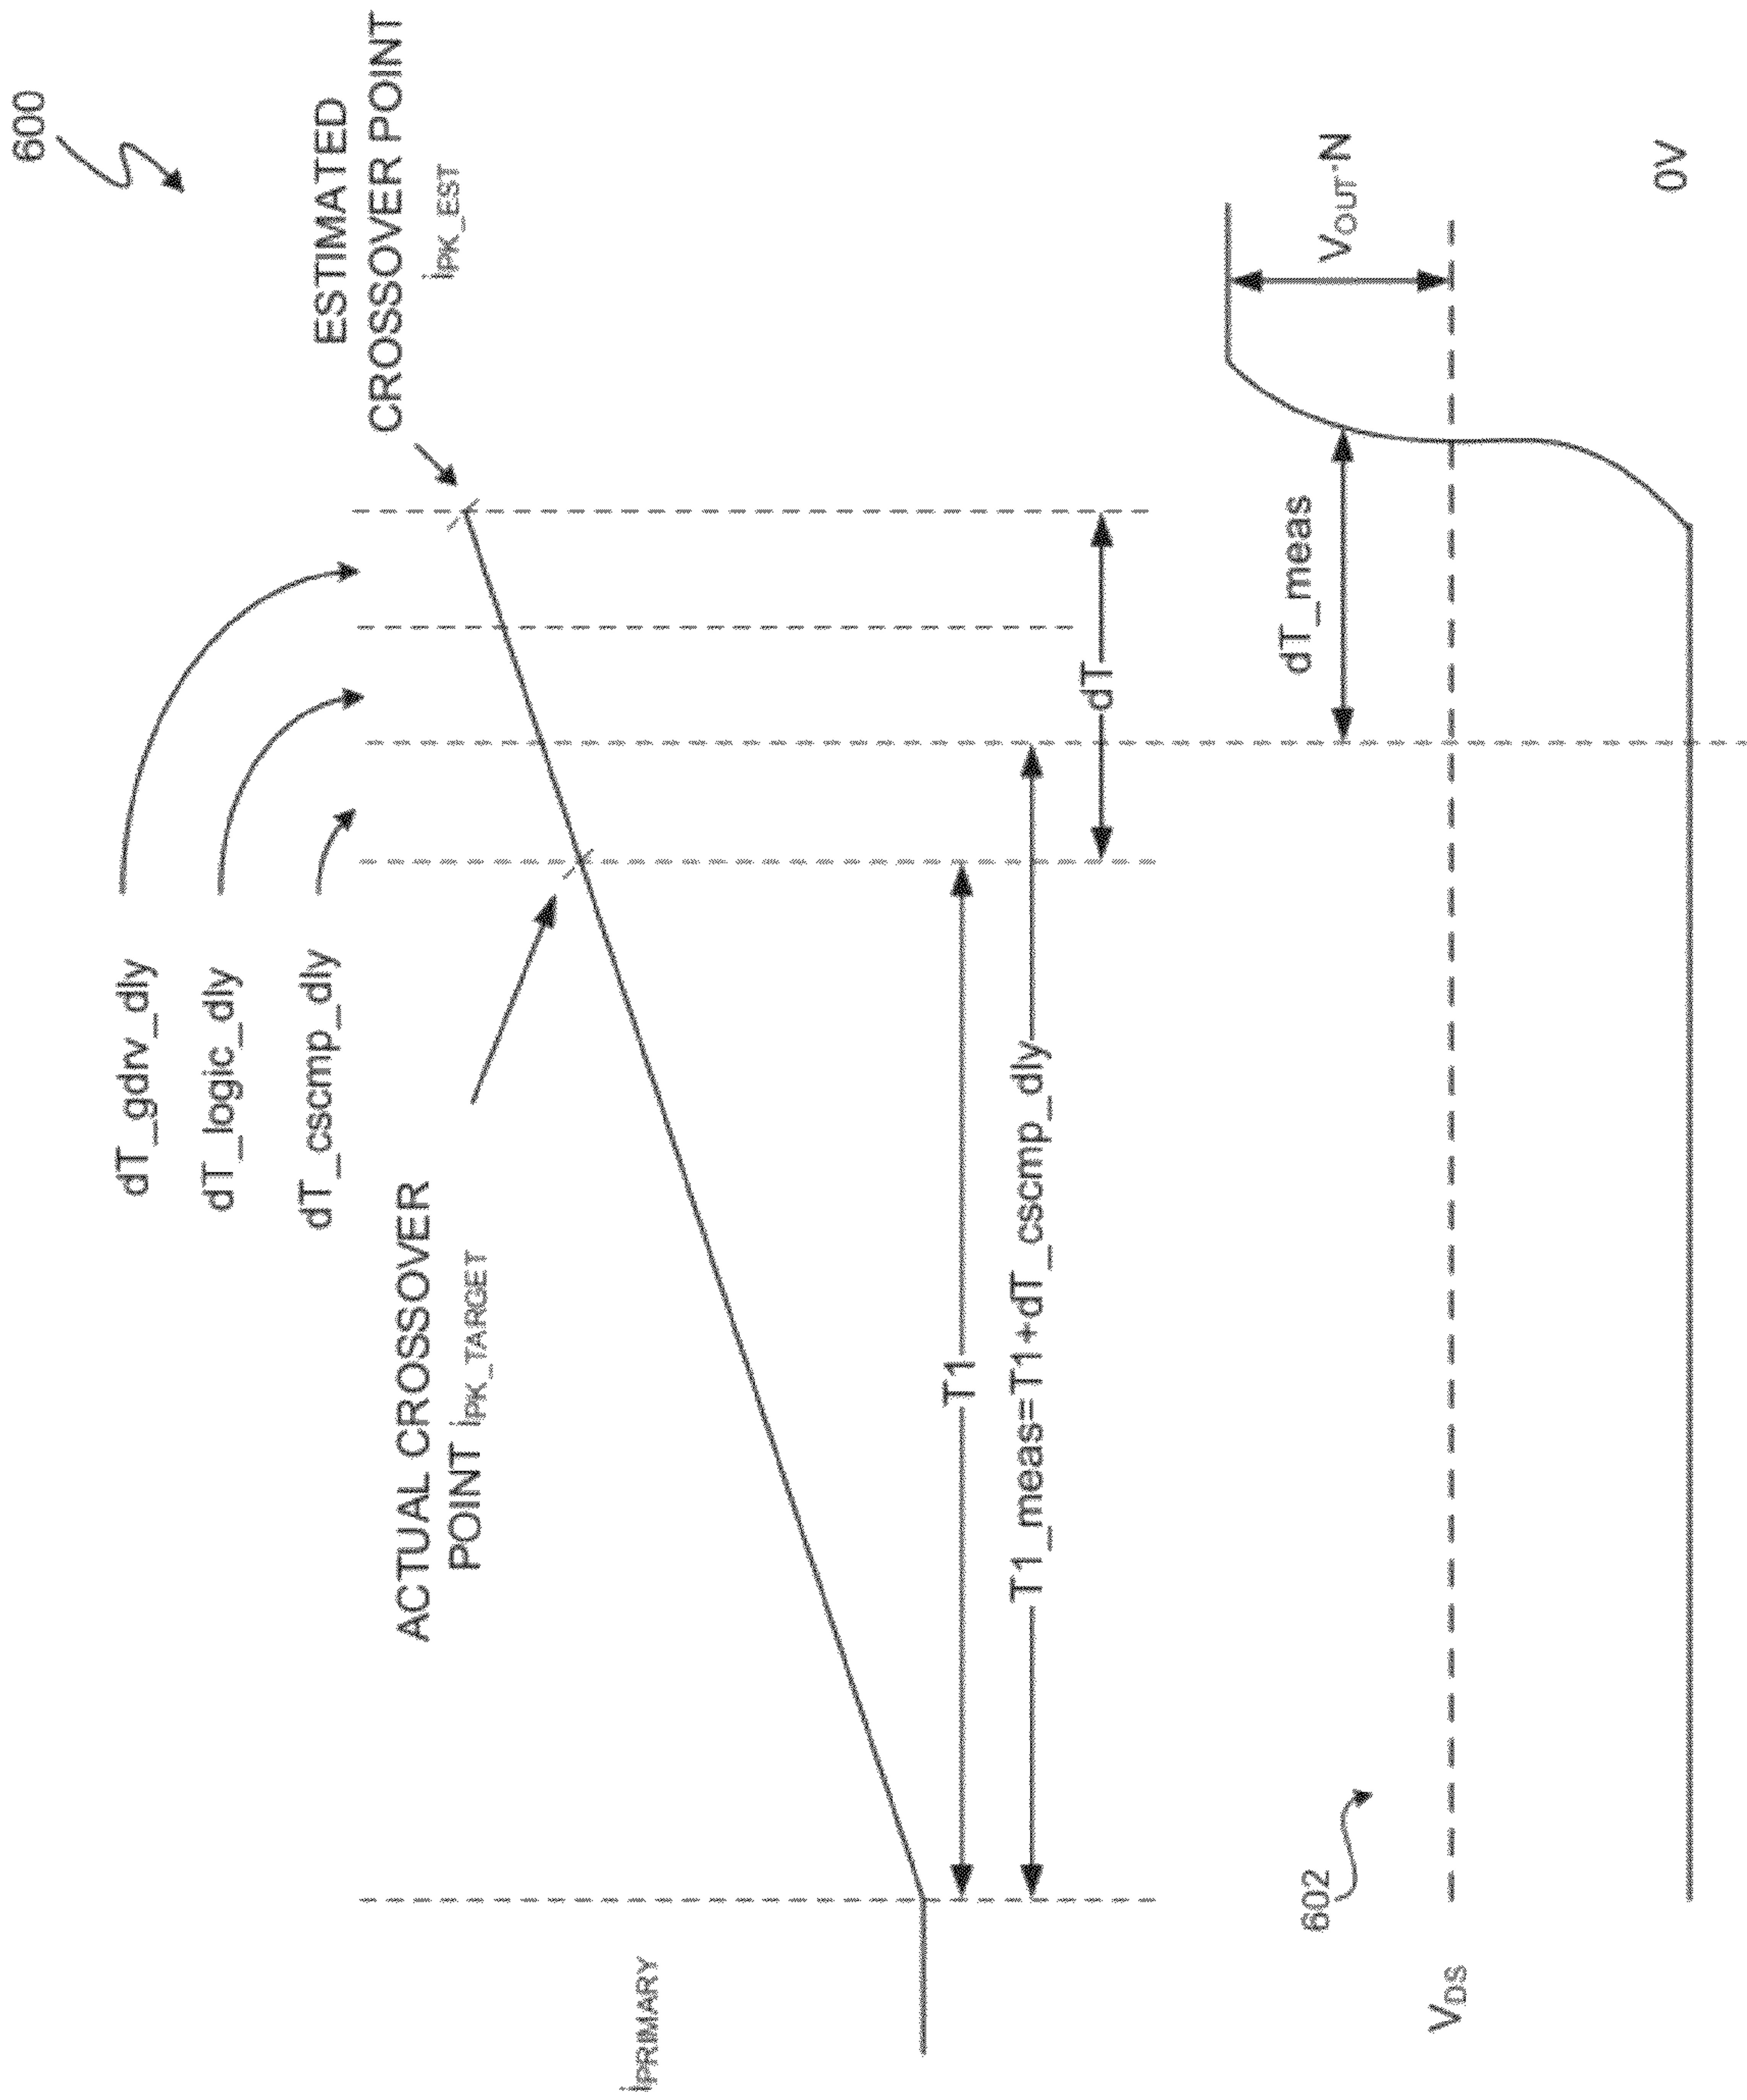 600
ESTIMATED
CROSSOVER POINT
iPK_EST
dT_gdrv_dly
dT_logic_dly
dT_cscmp_dly
ACTUAL CROSSOVER
POINT iPK_TARGET
iPRIMARY
T1
T1_meas=T1+dT_cscmp_dly
dT
602
dT_meas
VOUT·N
VDS
0V